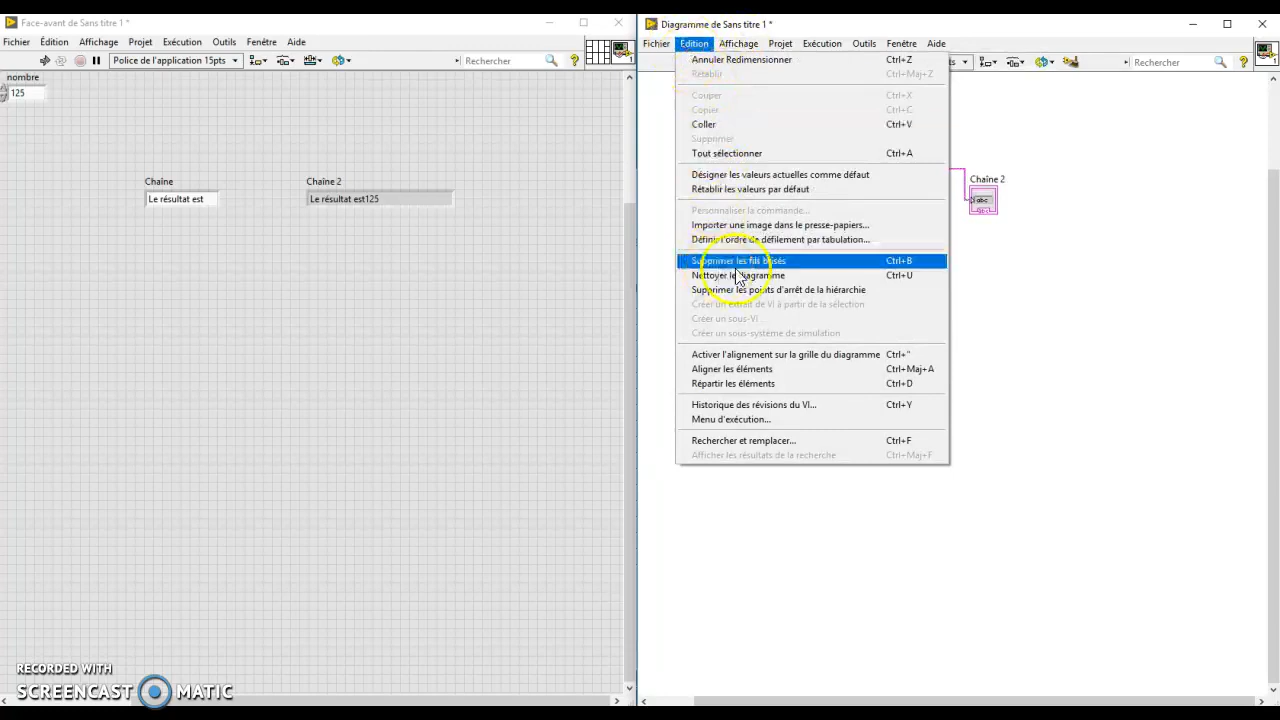 Face-avant de Sans titre 1 *
Fichier Édition Affichage Projet Exécution Outils Fenêtre Aide
Police de l'application 15pts
Rechercher
nombre
125
Chaîne
Chaîne 2
Le résultat est
Le résultat est125
RECORDED WITH
SCREENCAST MATIC
Diagramme de Sans titre 1 *
Fichier Édition Affichage Projet Exécution Outils Fenêtre Aide
Annuler Redimensionner Ctrl+Z
Rétablir Ctrl+Maj+Z
Couper Ctrl+X
Copier Ctrl+C
Coller Ctrl+V
Supprimer
Tout sélectionner Ctrl+A
Désigner les valeurs actuelles comme défaut
Rétablir les valeurs par défaut
Personnaliser la commande...
Importer une image dans le presse-papiers...
Définir l'ordre de défilement par tabulation...
Supprimer les fils brisés Ctrl+B
Nettoyer le diagramme Ctrl+U
Supprimer les points d'arrêt de la hiérarchie
Créer un extrait de VI à partir de la sélection
Créer un sous-VI
Créer un sous-système de simulation
Activer l'alignement sur la grille du diagramme Ctrl+"
Aligner les éléments Ctrl+Maj+A
Répartir les éléments Ctrl+D
Historique des révisions du VI... Ctrl+Y
Menu d'exécution...
Rechercher et remplacer... Ctrl+F
Afficher les résultats de la recherche Ctrl+Maj+F
s
Rechercher
Chaîne 2
abc